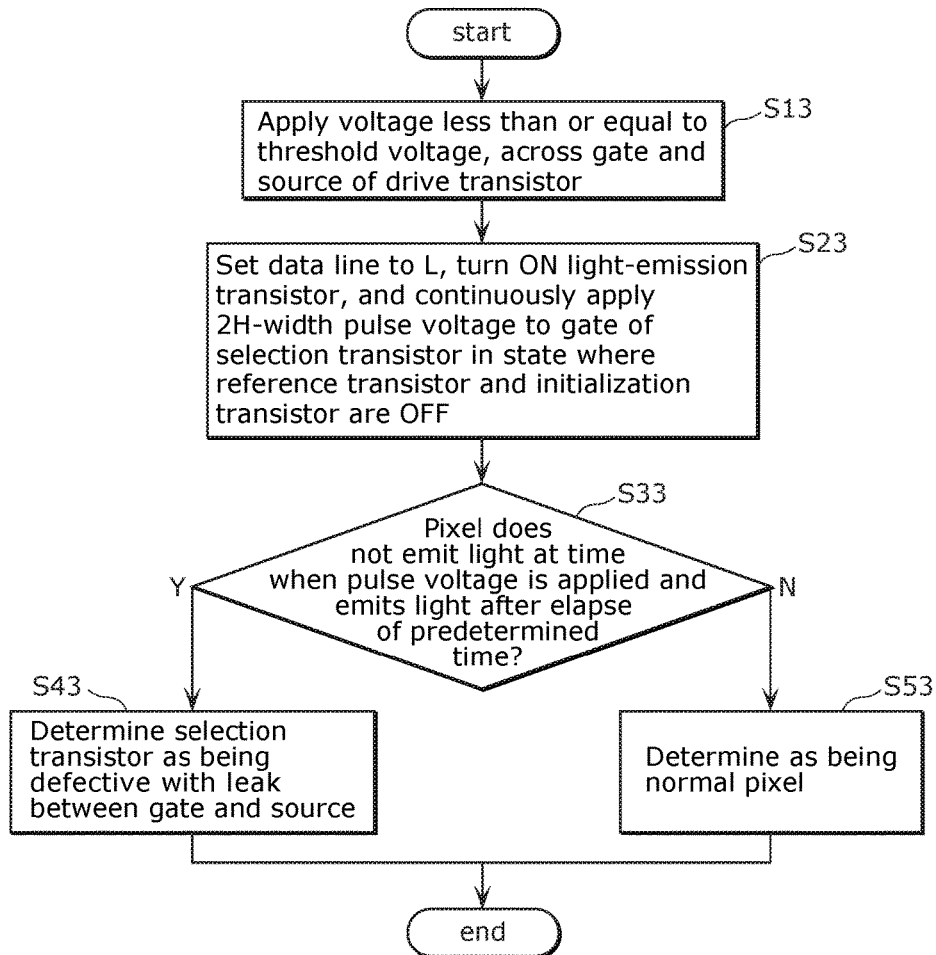 start
S13
Apply voltage less than or equal to
threshold voltage, across gate and
source of drive transistor
S23
Set data line to L, turn ON light-emission
transistor, and continuously apply
2H-width pulse voltage to gate of
selection transistor in state where
reference transistor and initialization
transistor are OFF
S33
Pixel does
not emit light at time
when pulse voltage is applied and
emits light after elapse
of predetermined
time?
Y
N
S43
Determine selection
transistor as being
defective with leak
between gate and source
S53
Determine as being
normal pixel
end